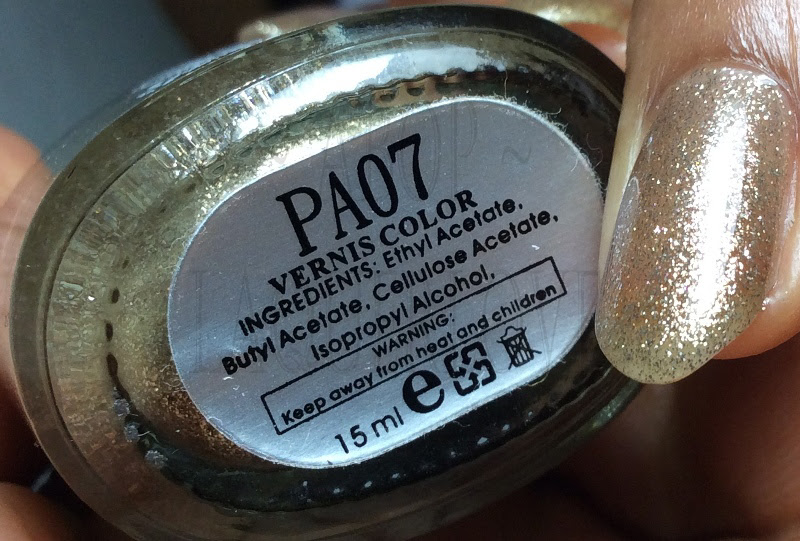 PA07
VERNIS COLOR
INGREDIENTS: Ethyl Acetate,
Butyl Acetate, Cellulose Acetate,
Isopropyl Alcohol,
WARNING:
Keep away from heat and children
15 ml e